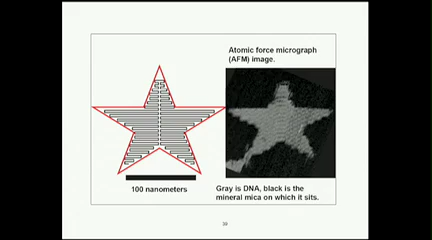 Atomic force micrograph
(AFM) image.
100 nanometers
Gray is DNA, black is the
mineral mica on which it sits.